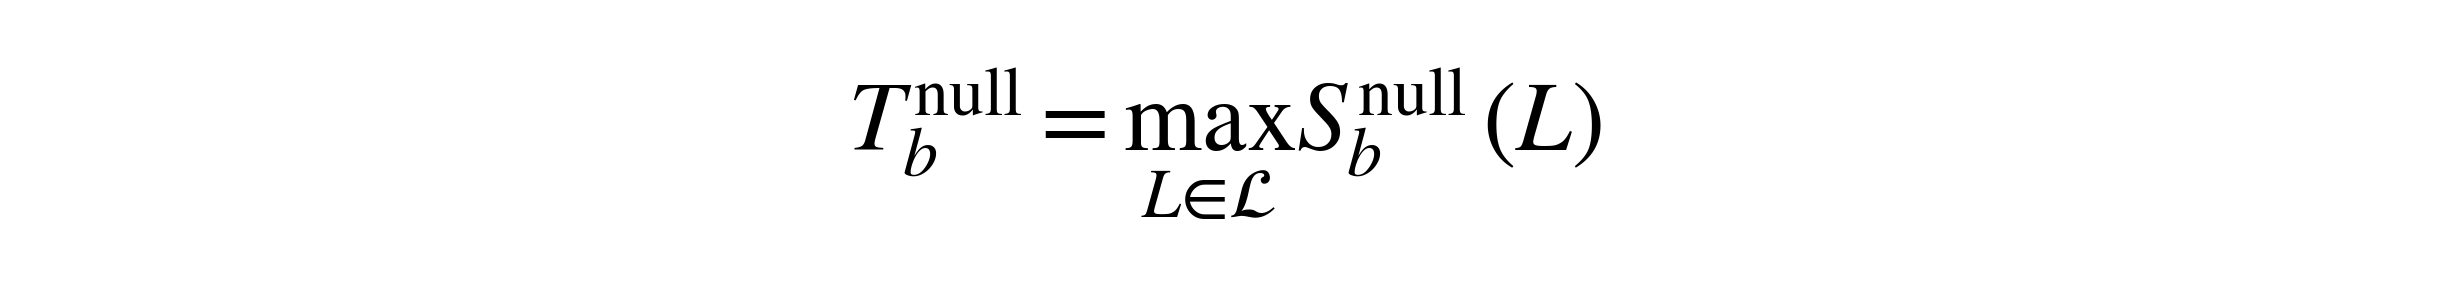 T_b^null = max_{L∈ℒ} S_b^null (L)